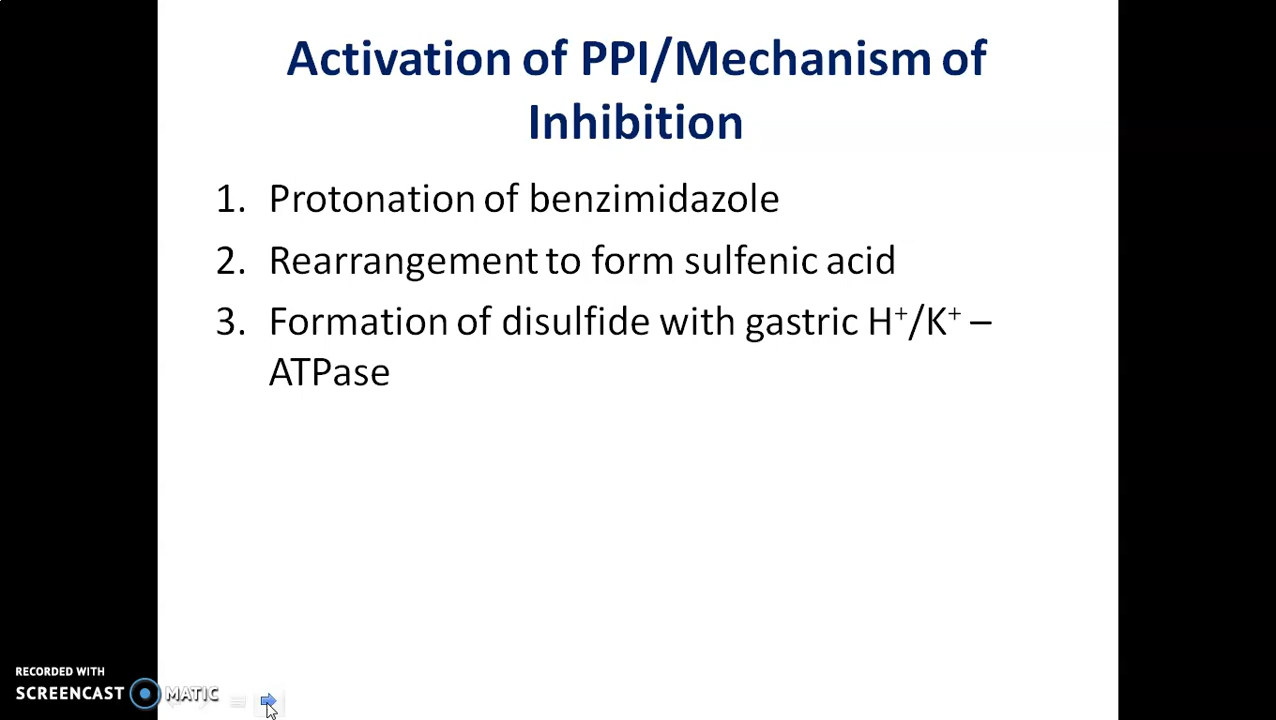 Activation of PPI/Mechanism of
Inhibition
1. Protonation of benzimidazole
2. Rearrangement to form sulfenic acid
3. Formation of disulfide with gastric H⁺/K⁺ –
ATPase
RECORDED WITH
SCREENCAST MATIC